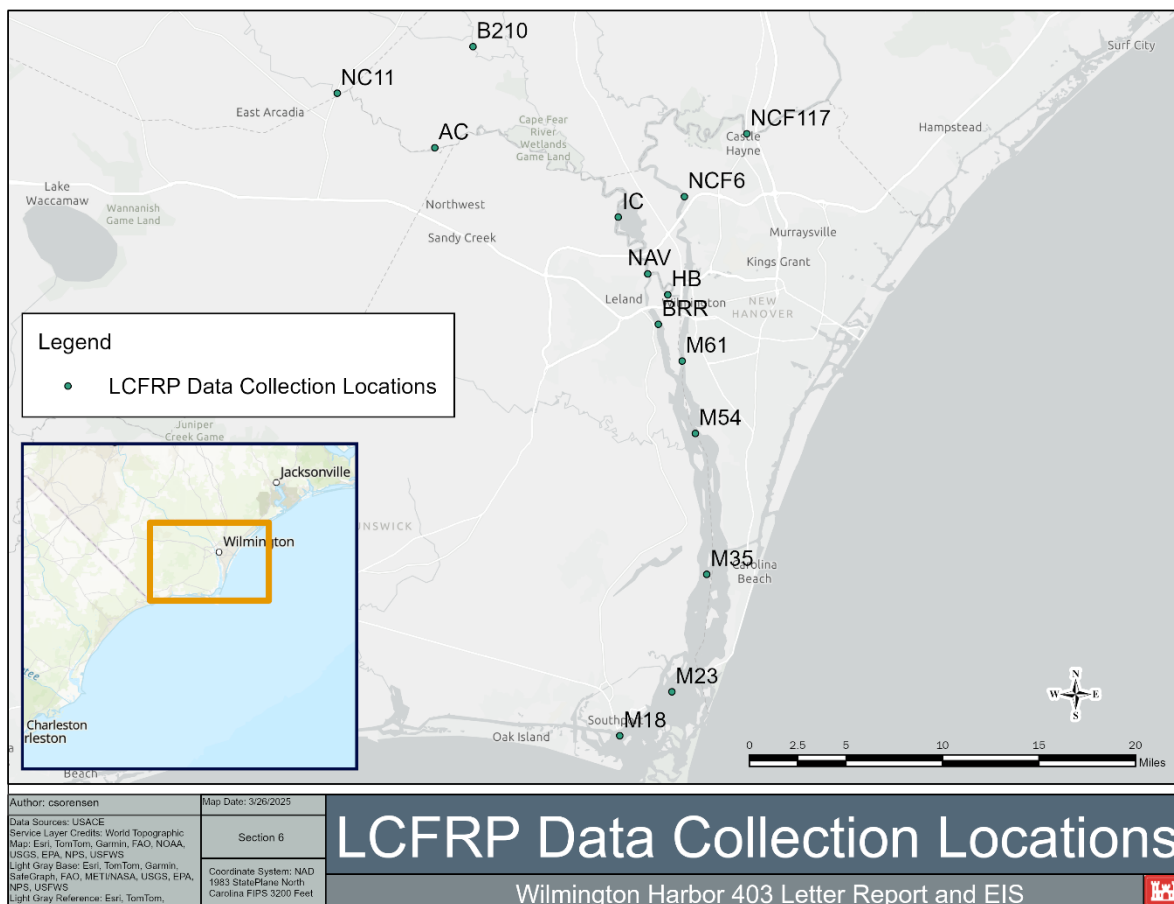 B210
Surf City
NC11
East Arcadia
NCF117
Castle
Hayne
Hampstead
Cape Fear
River
Wetlands
Game Land
AC
Lake
Waccamaw
Wannanish
Game Land
Northwest
NCF6
IC
Sandy Creek
Murraysville
Kings Grant
NAV
HB
Leland
Wilmington
NEW
HANOVER
BRR
Legend
LCFRP Data Collection Locations
M61
Juniper
Creek Game
M54
Jacksonville
Wilmington
Charleston
rleston
Beach
NSWICK
M35
Carolina
Beach
M23
Southport
M18
Oak Island
N
W E
S
0 2.5 5 10 15 20
Miles
Author: csorensen
Data Sources: USACE
Service Layer Credits: World Topographic
Map: Esri, TomTom, Garmin, FAO, NOAA,
USGS, EPA, NPS, USFWS
Light Gray Base: Esri, TomTom, Garmin,
SafeGraph, FAO, METI/NASA, USGS, EPA,
NPS, USFWS
Light Gray Reference: Esri, TomTom,
Map Date: 3/26/2025
Section 6
Coordinate System: NAD
1983 StatePlane North
Carolina FIPS 3200 Feet
LCFRP Data Collection Locations
Wilmington Harbor 403 Letter Report and EIS